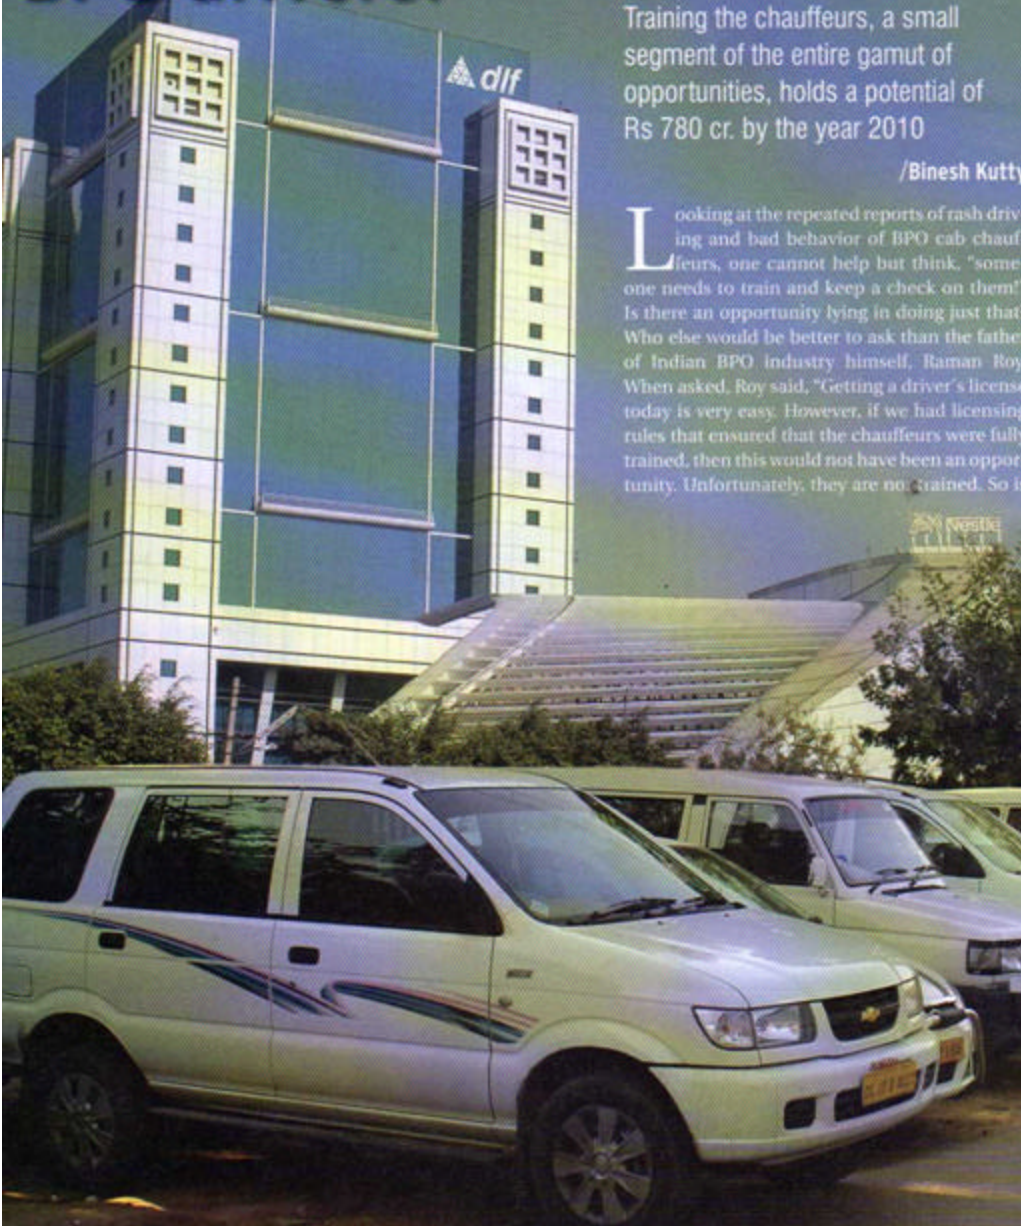 Training the chauffeurs, a small
segment of the entire gamut of
opportunities, holds a potential of
Rs 780 cr. by the year 2010
/Binesh Kutty
Looking at the repeated reports of rash driv
ing and bad behavior of BPO cab chauf
feurs, one cannot help but think, "some
one needs to train and keep a check on them!
Is there an opportunity lying in doing just that
Who else would be better to ask than the fathe
of Indian BPO industry himself, Raman Roy
When asked, Roy said, "Getting a driver's license
today is very easy. However, if we had licensing
rules that ensured that the chauffeurs were fully
trained, then this would not have been an oppor
tunity. Unfortunately, they are not trained. So is
dlf
Nestle